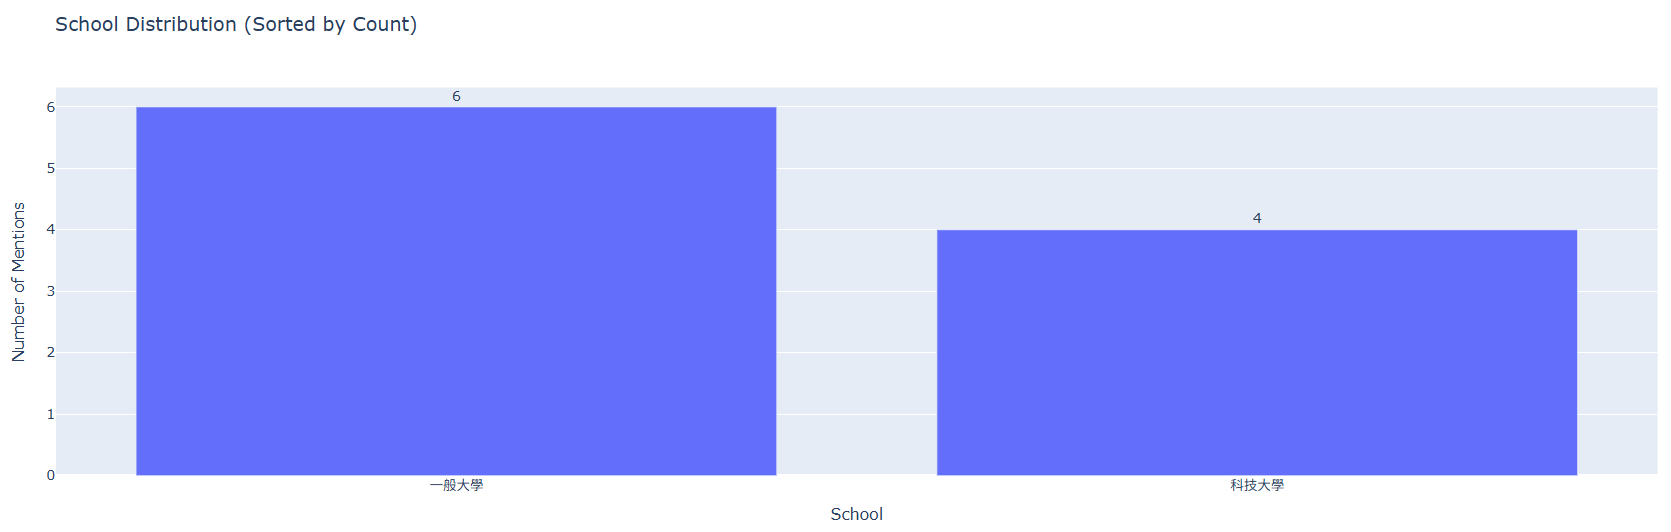 School Distribution (Sorted by Count)
6
4
6
5
4
3
2
1
0
Number of Mentions
一般大學
科技大學
School